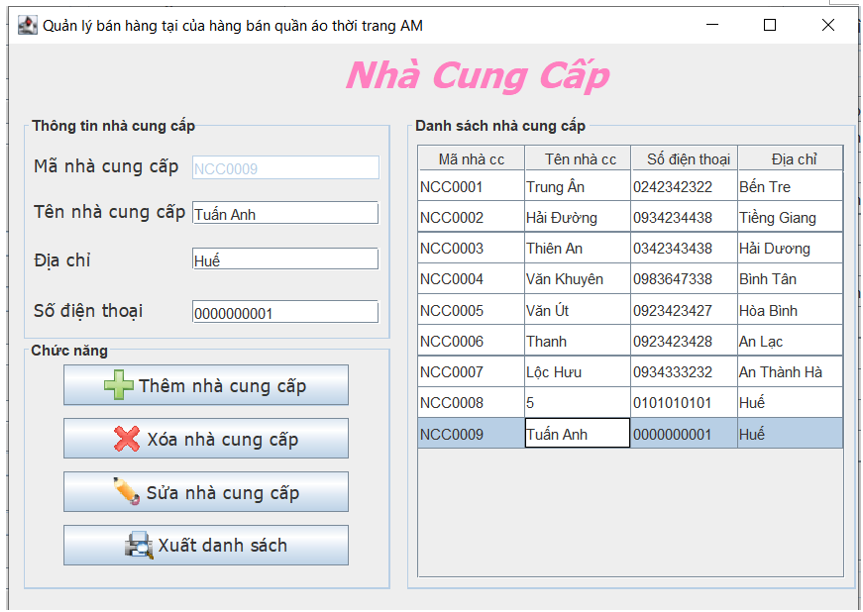 Quản lý bán hàng tại của hàng bán quần áo thời trang AM
Nhà Cung Cấp
Thông tin nhà cung cấp
Mã nhà cung cấp NCC0009
Tên nhà cung cấp Tuấn Anh
Địa chỉ Huế
Số điện thoại 0000000001
Chức năng
Thêm nhà cung cấp
Xóa nhà cung cấp
Sửa nhà cung cấp
Xuất danh sách
Danh sách nhà cung cấp
Mã nhà cc Tên nhà cc Số điện thoại Địa chỉ
NCC0001 Trung Ân 0242342322 Bến Tre
NCC0002 Hải Đường 0934234438 Tiềng Giang
NCC0003 Thiên An 0342343438 Hải Dương
NCC0004 Văn Khuyên 0983647338 Bình Tân
NCC0005 Văn Út 0923423427 Hòa Bình
NCC0006 Thanh 0923423428 An Lạc
NCC0007 Lộc Hưu 0934333232 An Thành Hà
NCC0008 5 0101010101 Huế
NCC0009 Tuấn Anh 0000000001 Huế